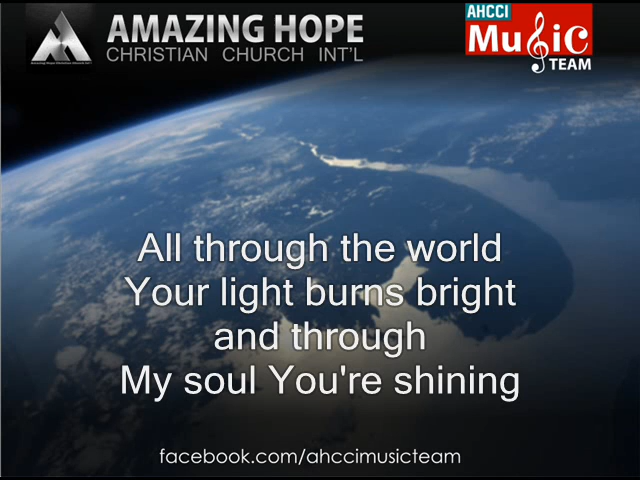 AMAZING HOPE
CHRISTIAN CHURCH INT'L
AHCCI
Music
TEAM
All through the world
Your light burns bright
and through
My soul You're shining
facebook.com/ahccimusicteam